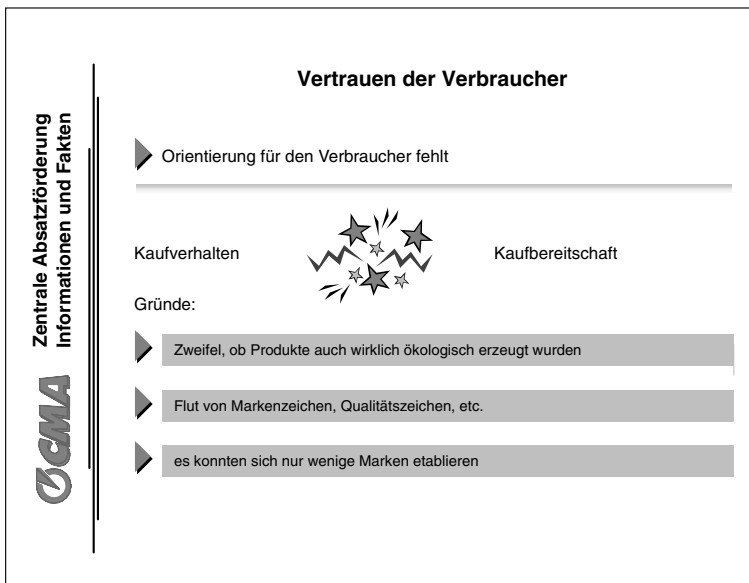 Zentrale Absatzförderung
Informationen und Fakten
CMA
Vertrauen der Verbraucher
Orientierung für den Verbraucher fehlt
Kaufverhalten
Kaufbereitschaft
Gründe:
Zweifel, ob Produkte auch wirklich ökologisch erzeugt wurden
Flut von Markenzeichen, Qualitätszeichen, etc.
es konnten sich nur wenige Marken etablieren